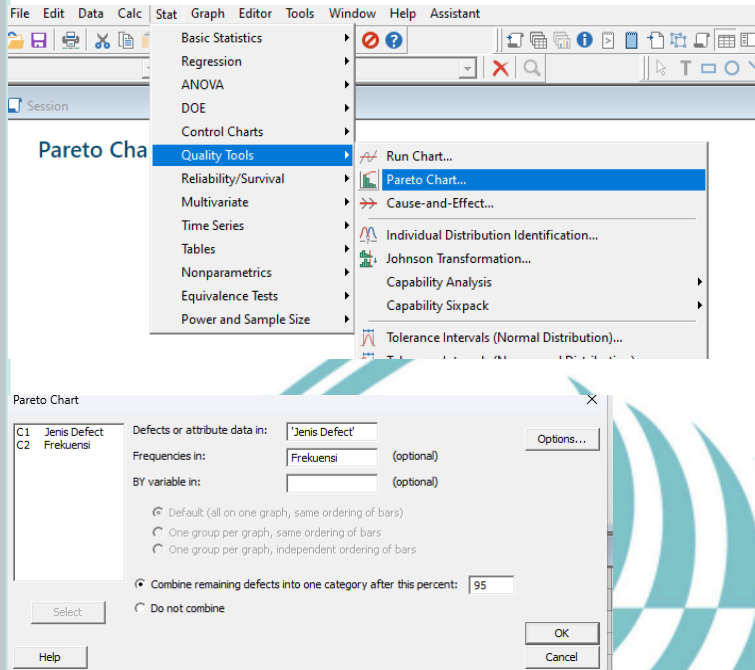 File Edit Data Calc Stat Graph Editor Tools Window Help Assistant
Basic Statistics
Regression
ANOVA
Session
DOE
Control Charts
Pareto Cha
Quality Tools
Run Chart...
Reliability/Survival
Pareto Chart...
Multivariate
Cause-and-Effect...
Time Series
Individual Distribution Identification...
Tables
Johnson Transformation...
Nonparametrics
Capability Analysis
Equivalence Tests
Capability Sixpack
Power and Sample Size
Tolerance Intervals (Normal Distribution)...
Pareto Chart
C1 Jenis Defect
C2 Frekuensi
Defects or attribute data in: 'Jenis Defect'
Options...
Frequencies in: Frekuensi (optional)
BY variable in: (optional)
Default (all on one graph, same ordering of bars)
One group per graph, same ordering of bars
One group per graph, independent ordering of bars
Combine remaining defects into one category after this percent: 95
Do not combine
Select
OK
Help
Cancel